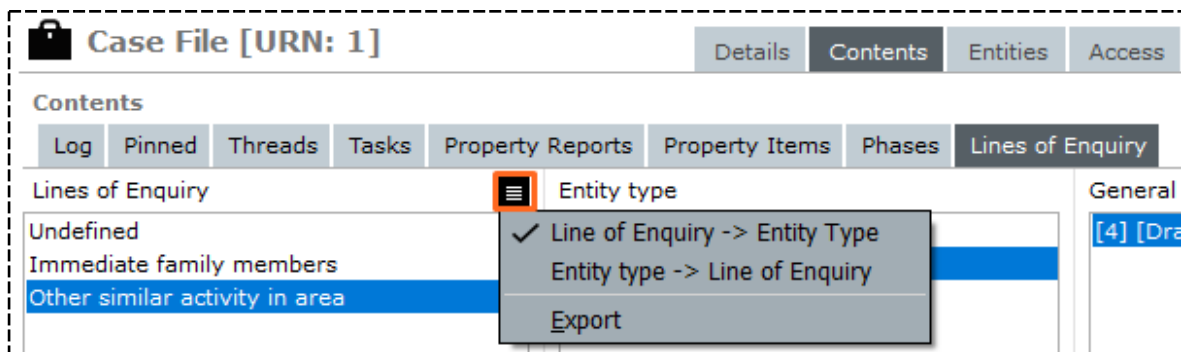 Case File [URN: 1]
Details Contents Entities Access
Contents
Log Pinned Threads Tasks Property Reports Property Items Phases Lines of Enquiry
Lines of Enquiry Entity type General
Undefined
Immediate family members
Other similar activity in area
Line of Enquiry -> Entity Type
Entity type -> Line of Enquiry
Export
[4] [Dra